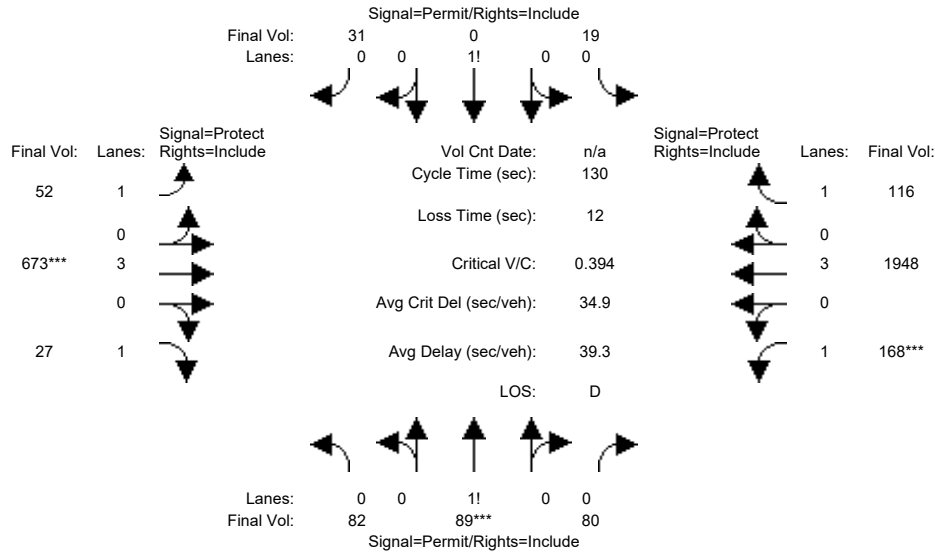 Signal=Permit/Rights=Include
Final Vol: 31 0 19
Lanes: 0 0 1! 0 0
Signal=Protect Signal=Protect
Final Vol: Lanes: Rights=Include Vol Cnt Date: n/a Rights=Include Lanes: Final Vol:
Cycle Time (sec): 130
52 1 1 116
Loss Time (sec): 12
0 0
673*** 3 Critical V/C: 0.394 3 1948
0 Avg Crit Del (sec/veh): 34.9 0
27 1 Avg Delay (sec/veh): 39.3 1 168***
LOS: D
Lanes: 0 0 1! 0 0
Final Vol: 82 89*** 80
Signal=Permit/Rights=Include